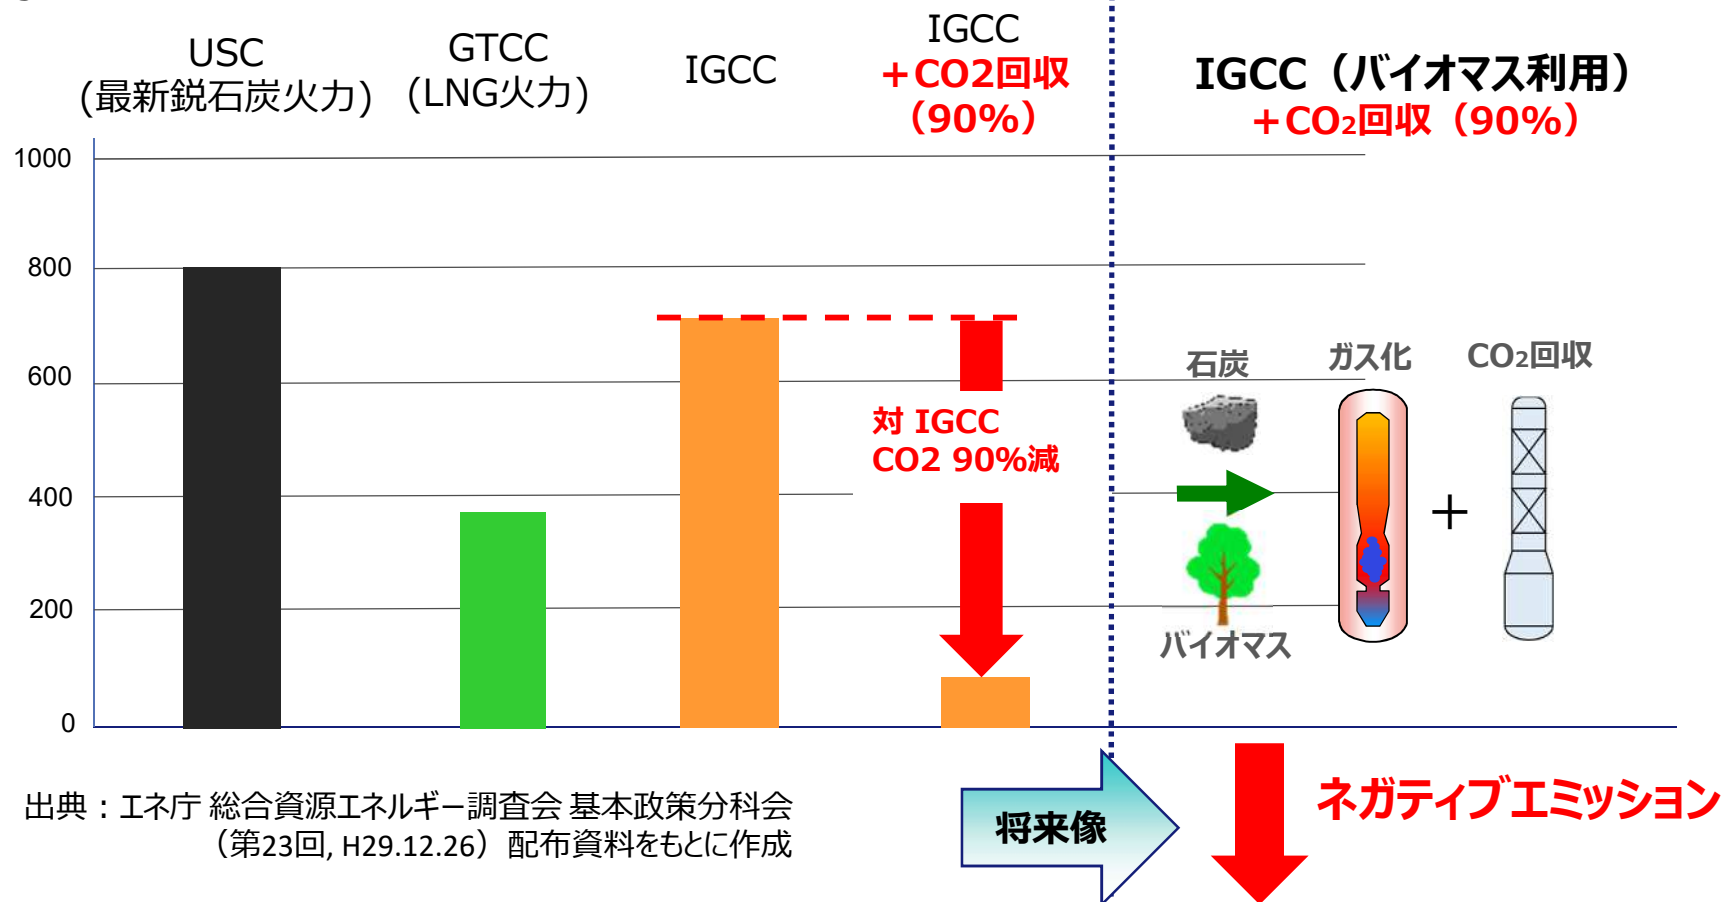 USC
(最新鋭石炭火力)
GTCC
(LNG火力)
IGCC
IGCC
＋CO2回収
（90%）
IGCC（バイオマス利用）
＋CO₂回収（90%）
1000
800
600
400
200
0
対 IGCC
CO2 90%減
石炭
バイオマス
ガス化
＋
CO₂回収
出典：エネ庁 総合資源エネルギー調査会 基本政策分科会
（第23回, H29.12.26）配布資料をもとに作成
将来像
ネガティブエミッション